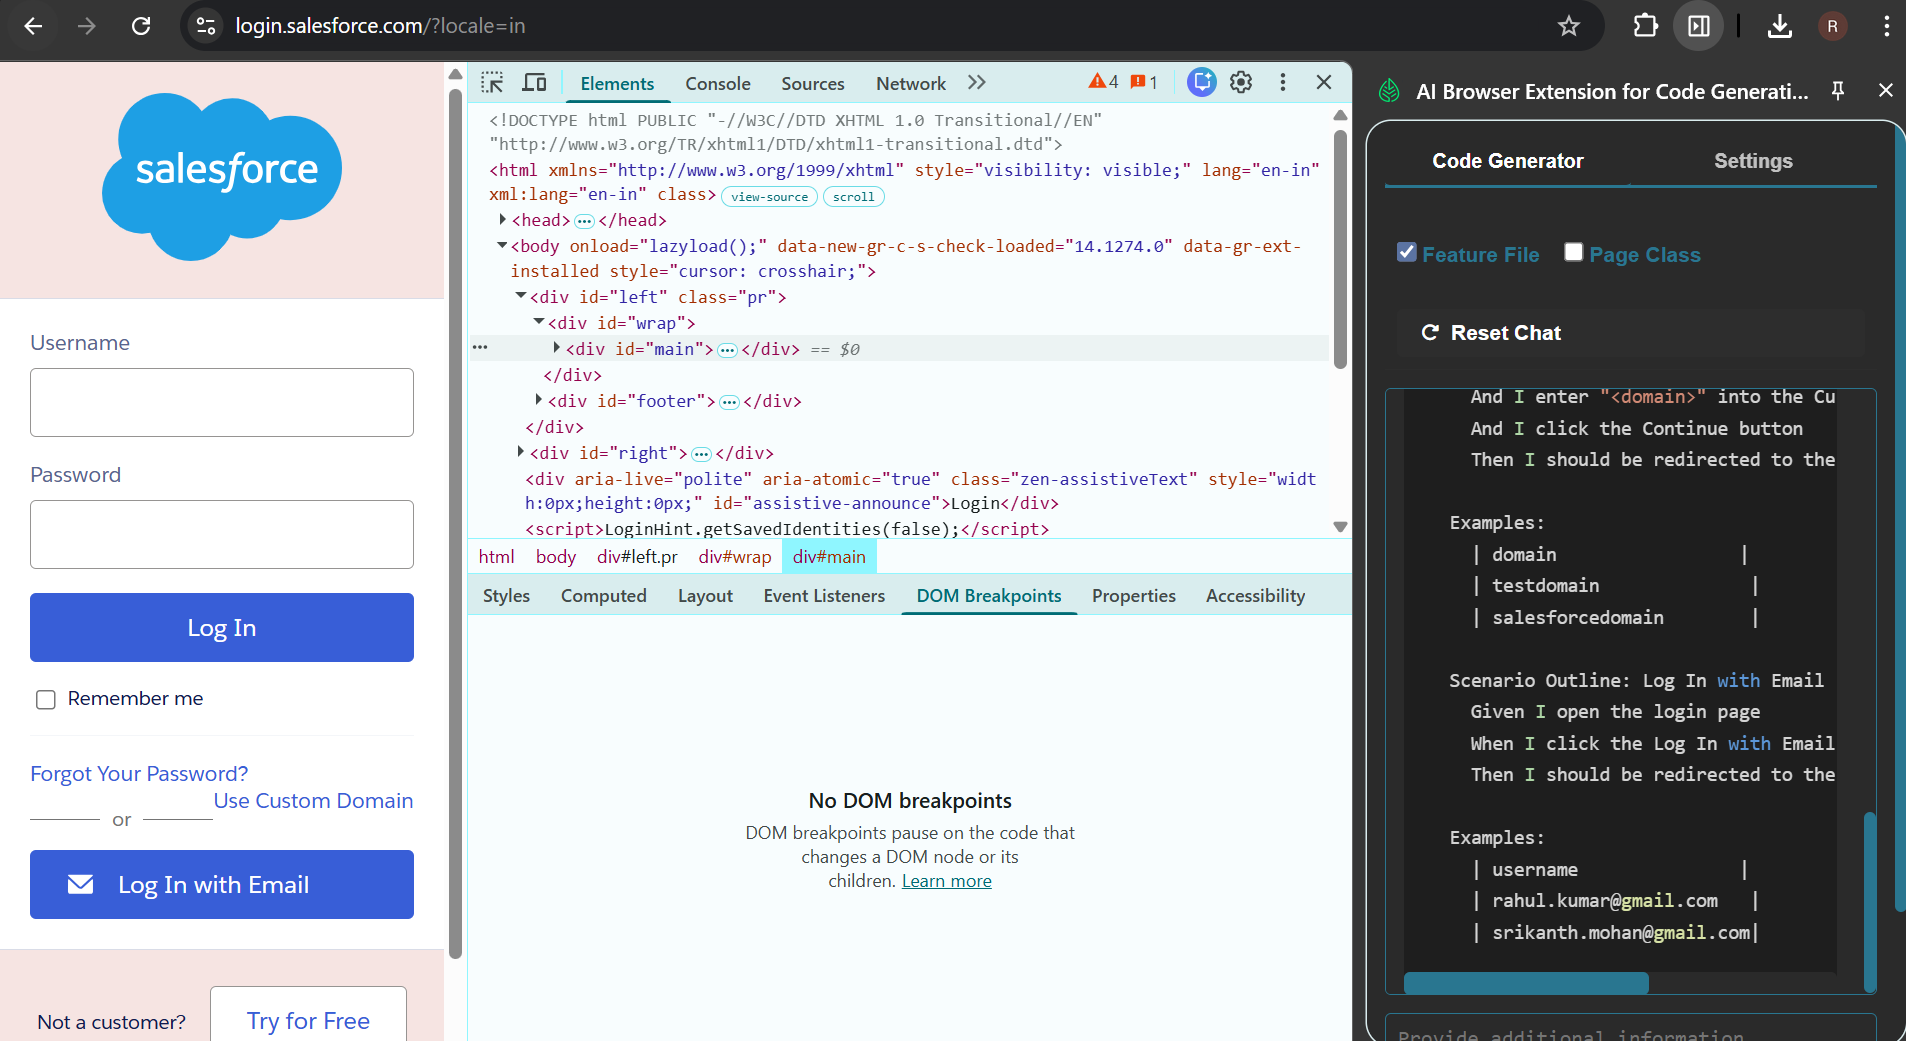 login.salesforce.com/?locale=in
R
salesforce
Username
Password
Log In
Remember me
Forgot Your Password?
Use Custom Domain
or
Log In with Email
Not a customer?
Try for Free
Elements
Console
Sources
Network
4
1
<!DOCTYPE html PUBLIC "-//W3C//DTD XHTML 1.0 Transitional//EN"
"http://www.w3.org/TR/xhtml1/DTD/xhtml1-transitional.dtd">
<html xmlns="http://www.w3.org/1999/xhtml" style="visibility: visible;" lang="en-in"
xml:lang="en-in" class> view-source scroll
<head> ••• </head>
<body onload="lazyload();" data-new-gr-c-s-check-loaded="14.1274.0" data-gr-ext-
installed style="cursor: crosshair;">
<div id="left" class="pr">
<div id="wrap">
••• <div id="main"> ••• </div> == $0
</div>
<div id="footer"> ••• </div>
</div>
<div id="right"> ••• </div>
<div aria-live="polite" aria-atomic="true" class="zen-assistiveText" style="widt
h:0px;height:0px;" id="assistive-announce">Login</div>
<script>LoginHint.getSavedIdentities(false);</script>
html body div#left.pr div#wrap div#main
Styles Computed Layout Event Listeners DOM Breakpoints Properties Accessibility
No DOM breakpoints
DOM breakpoints pause on the code that
changes a DOM node or its
children. Learn more
AI Browser Extension for Code Generati...
Code Generator
Settings
Feature File
Page Class
Reset Chat
And I enter "<domain>" into the Cu
And I click the Continue button
Then I should be redirected to the
Examples:
| domain |
| testdomain |
| salesforcedomain |
Scenario Outline: Log In with Email
Given I open the login page
When I click the Log In with Email
Then I should be redirected to the
Examples:
| username |
| rahul.kumar@gmail.com |
| srikanth.mohan@gmail.com|
Provide additional information